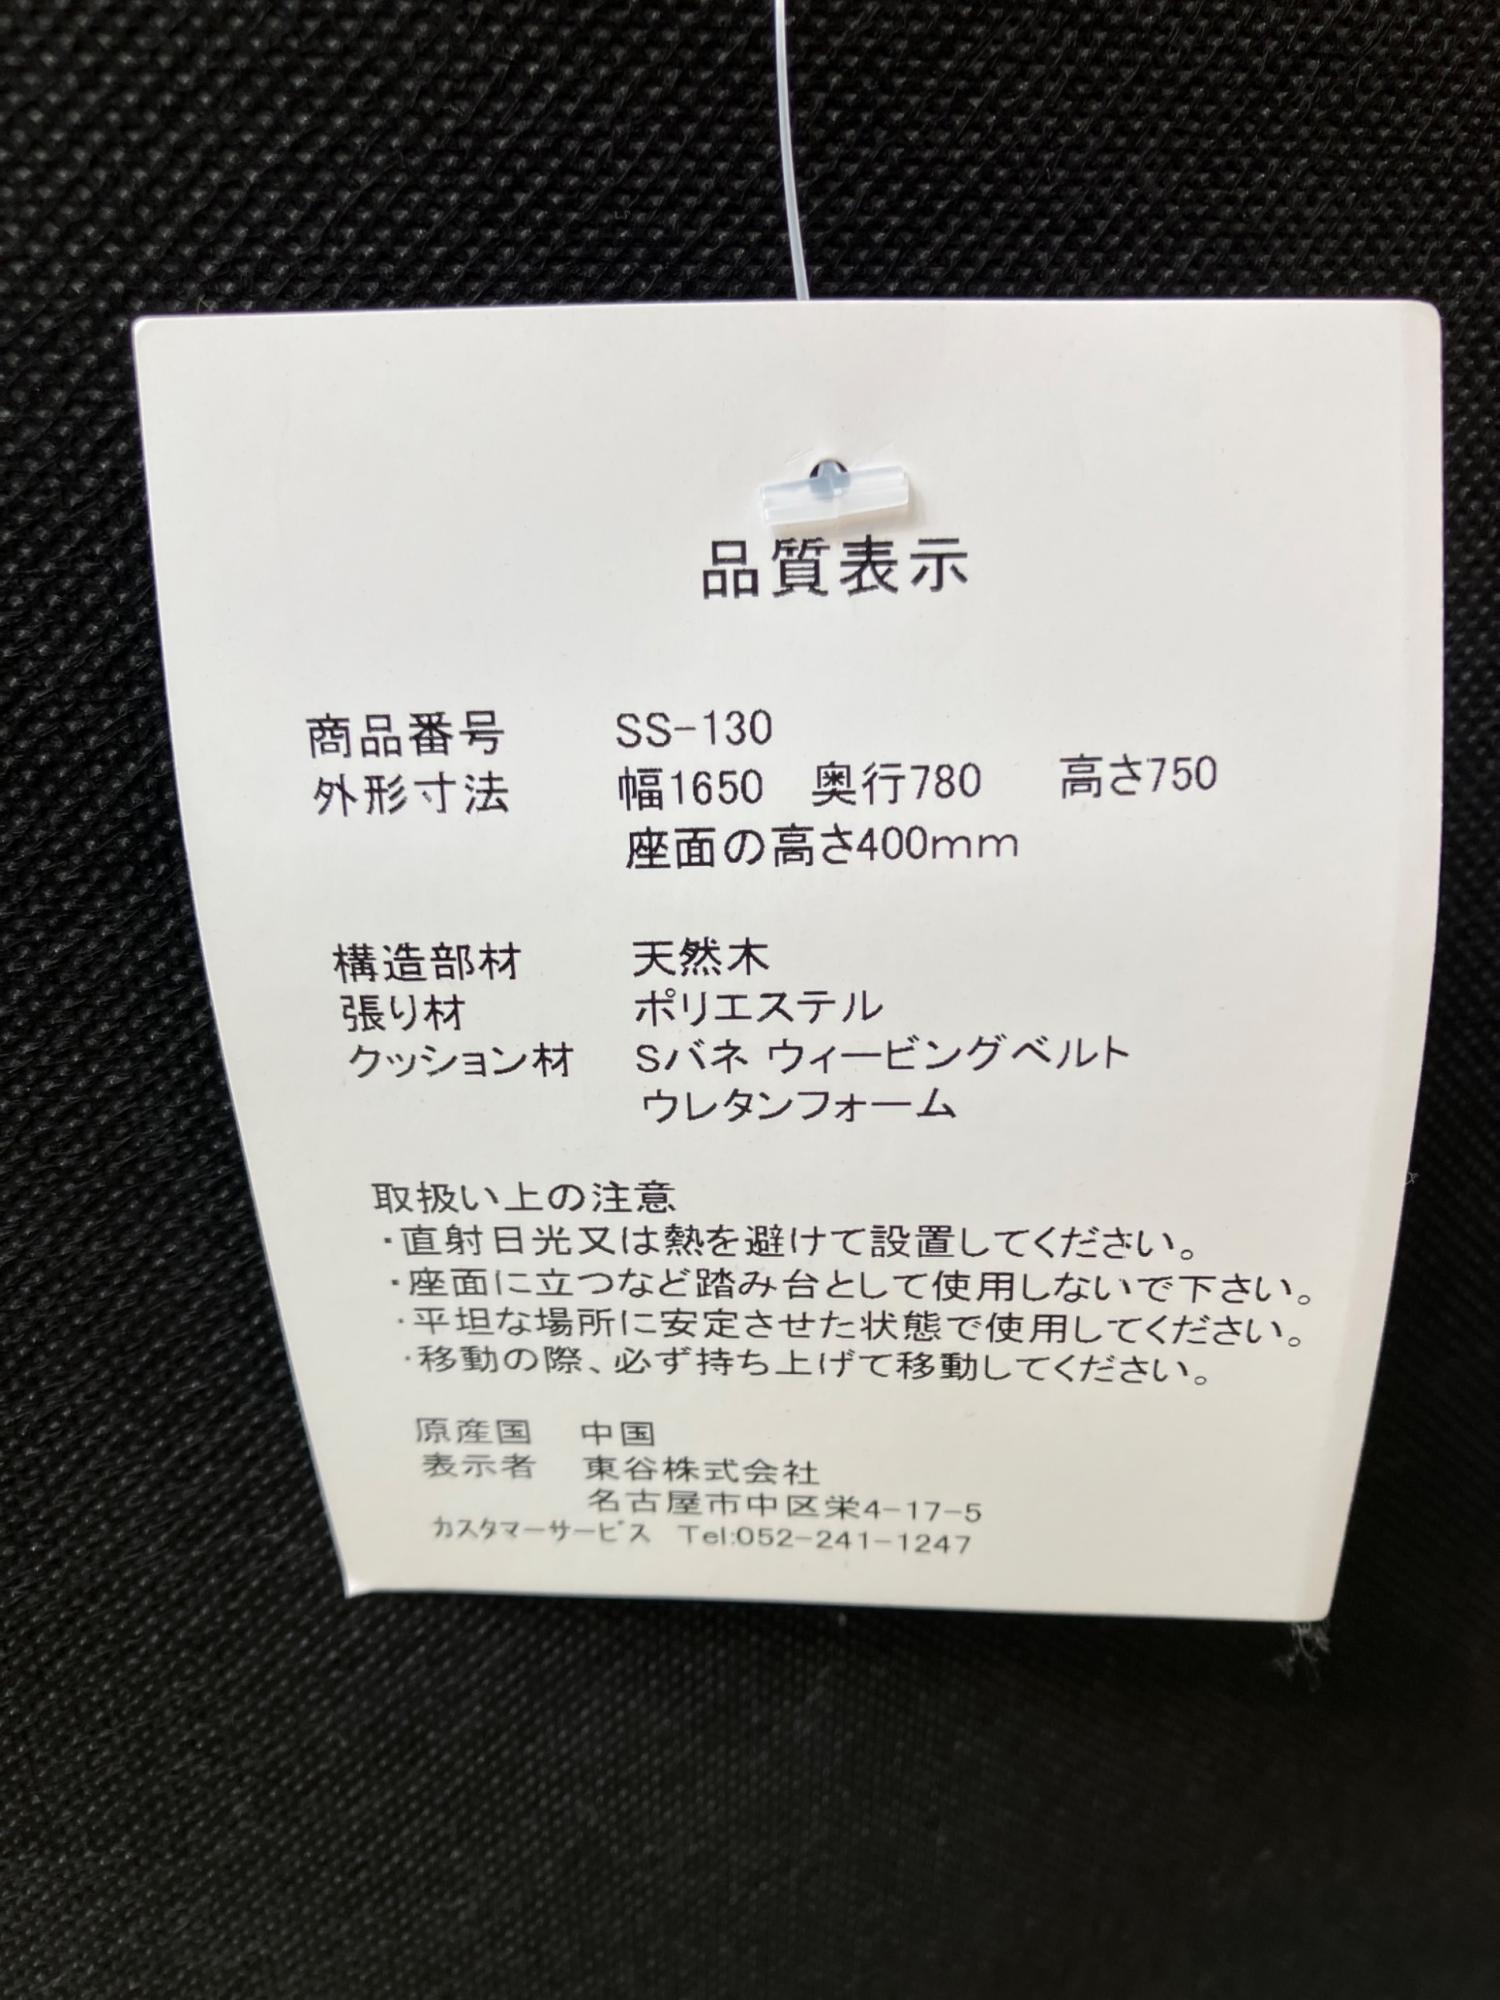 品質表示
商品番号 SS-130
外形寸法 幅1650 奥行780 高さ750
座面の高さ400mm
構造部材 天然木
張り材 ポリエステル
クッション材 Sバネ ウィービングベルト
ウレタンフォーム
取扱い上の注意
・直射日光又は熱を避けて設置してください。
・座面に立つなど踏み台として使用しないで下さい。
・平坦な場所に安定させた状態で使用してください。
・移動の際、必ず持ち上げて移動してください。
原産国 中国
表示者 東谷株式会社
名古屋市中区栄4-17-5
カスタマーサービス Tel:052-241-1247